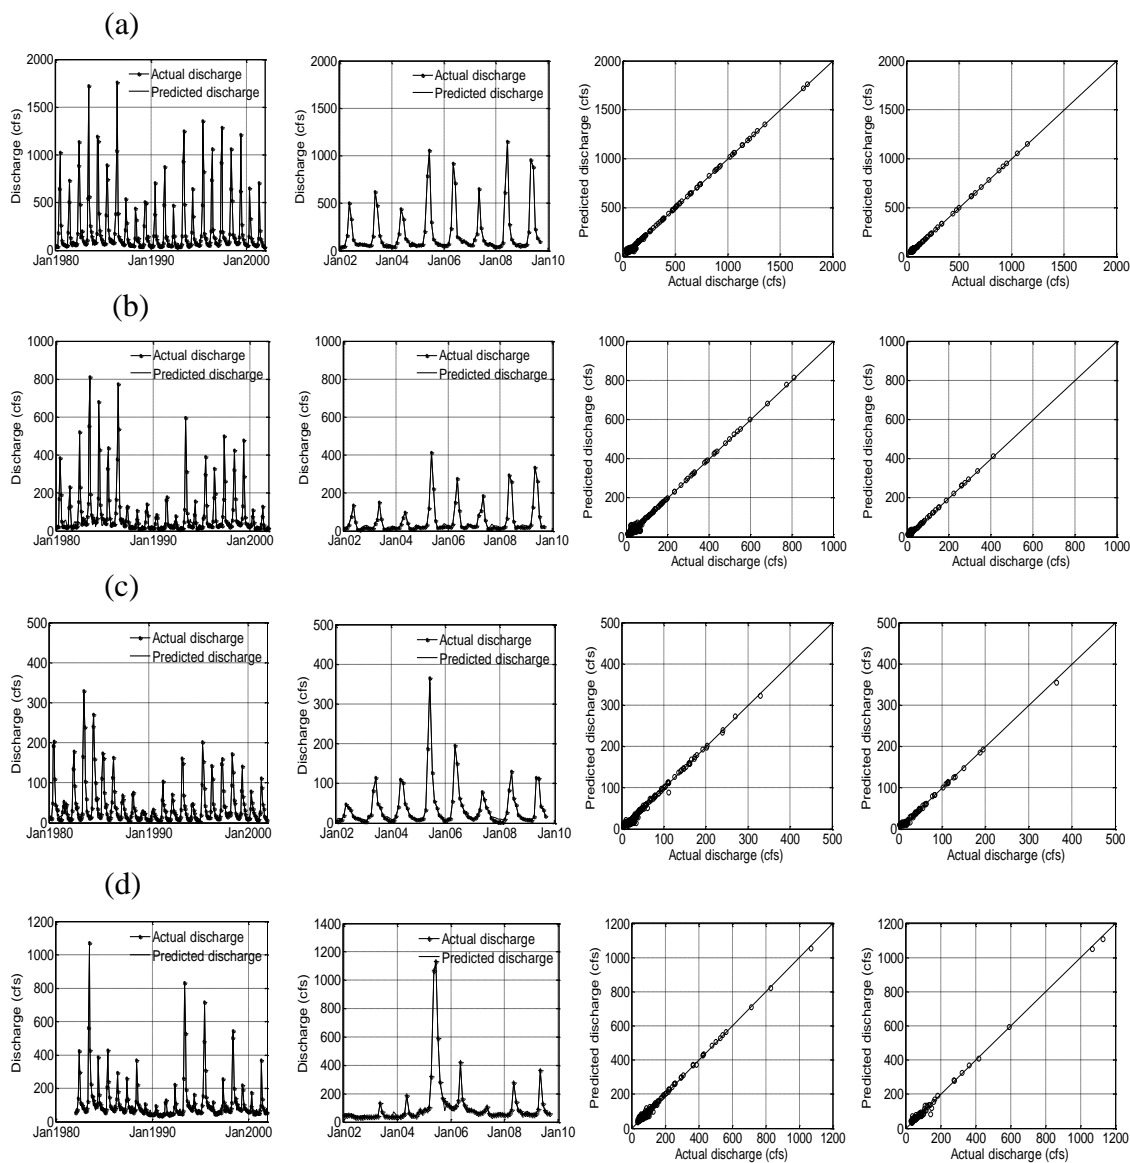 (a)
2000
1500
1000
500
0
Discharge (cfs)
Actual discharge
Predicted discharge
Jan1980 Jan1990 Jan2000
2000
1500
1000
500
0
Discharge (cfs)
Actual discharge
Predicted discharge
Jan02 Jan04 Jan06 Jan08 Jan10
2000
1500
1000
500
0
Predicted discharge (cfs)
0 500 1000 1500 2000
Actual discharge (cfs)
2000
1500
1000
500
0
Predicted discharge (cfs)
0 500 1000 1500 2000
Actual discharge (cfs)
(b)
1000
800
600
400
200
0
Discharge (cfs)
Actual discharge
Predicted discharge
Jan1980 Jan1990 Jan2000
1000
800
600
400
200
0
Discharge (cfs)
Actual discharge
Predicted discharge
Jan02 Jan04 Jan06 Jan08 Jan10
1000
800
600
400
200
0
Predicted discharge (cfs)
0 200 400 600 800 1000
Actual discharge (cfs)
1000
800
600
400
200
0
Predicted discharge (cfs)
0 200 400 600 800 1000
Actual discharge (cfs)
(c)
500
400
300
200
100
0
Discharge (cfs)
Actual discharge
Predicted discharge
Jan1980 Jan1990 Jan2000
500
400
300
200
100
0
Discharge (cfs)
Actual discharge
Predicted discharge
Jan02 Jan04 Jan06 Jan08 Jan10
500
400
300
200
100
0
Predicted discharge (cfs)
0 100 200 300 400 500
Actual discharge (cfs)
500
400
300
200
100
0
Predicted discharge (cfs)
0 100 200 300 400 500
Actual discharge (cfs)
(d)
1200
1000
800
600
400
200
0
Discharge (cfs)
Actual discharge
Predicted discharge
Jan1980 Jan1990 Jan2000
1400
1200
1000
800
600
400
200
0
Discharge (cfs)
Actual discharge
Predicted discharge
Jan02 Jan04 Jan06 Jan08 Jan10
1200
1000
800
600
400
200
0
Predicted discharge (cfs)
0 200 400 600 800 1000 1200
Actual discharge (cfs)
1200
1000
800
600
400
200
0
Predicted discharge (cfs)
0 200 400 600 800 1000 1200
Actual discharge (cfs)